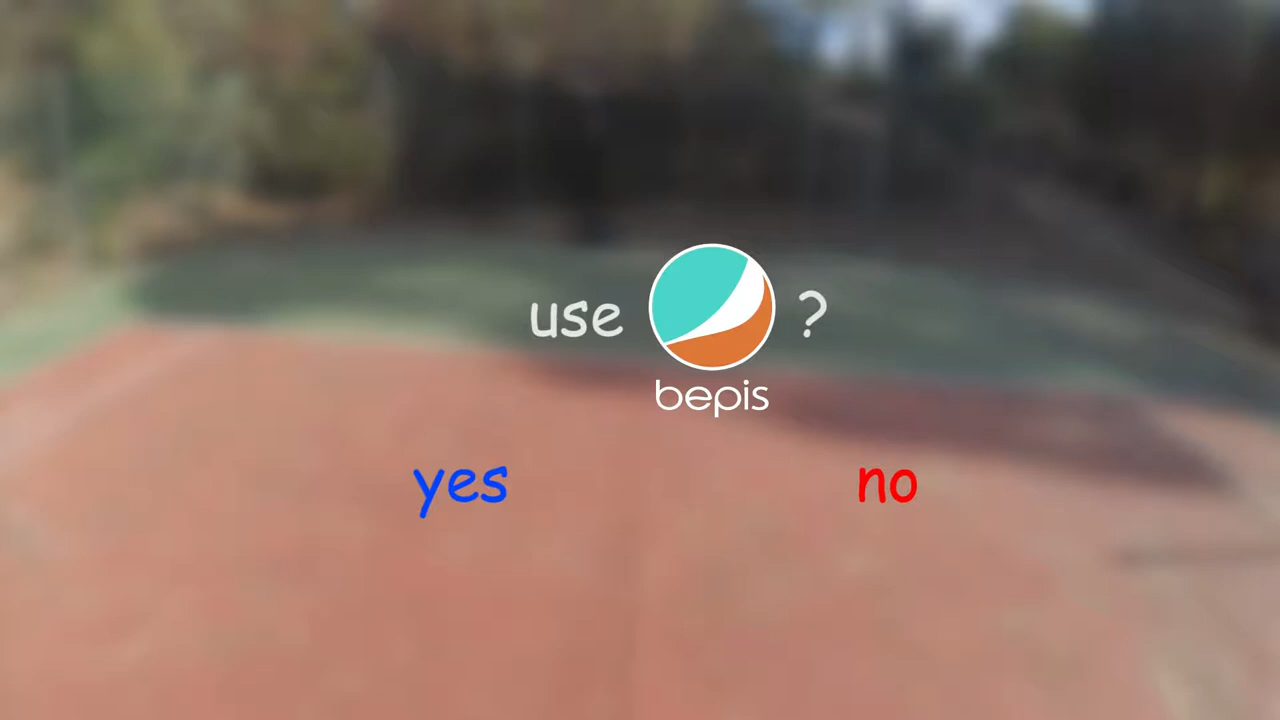 use ?
bepis
yes no